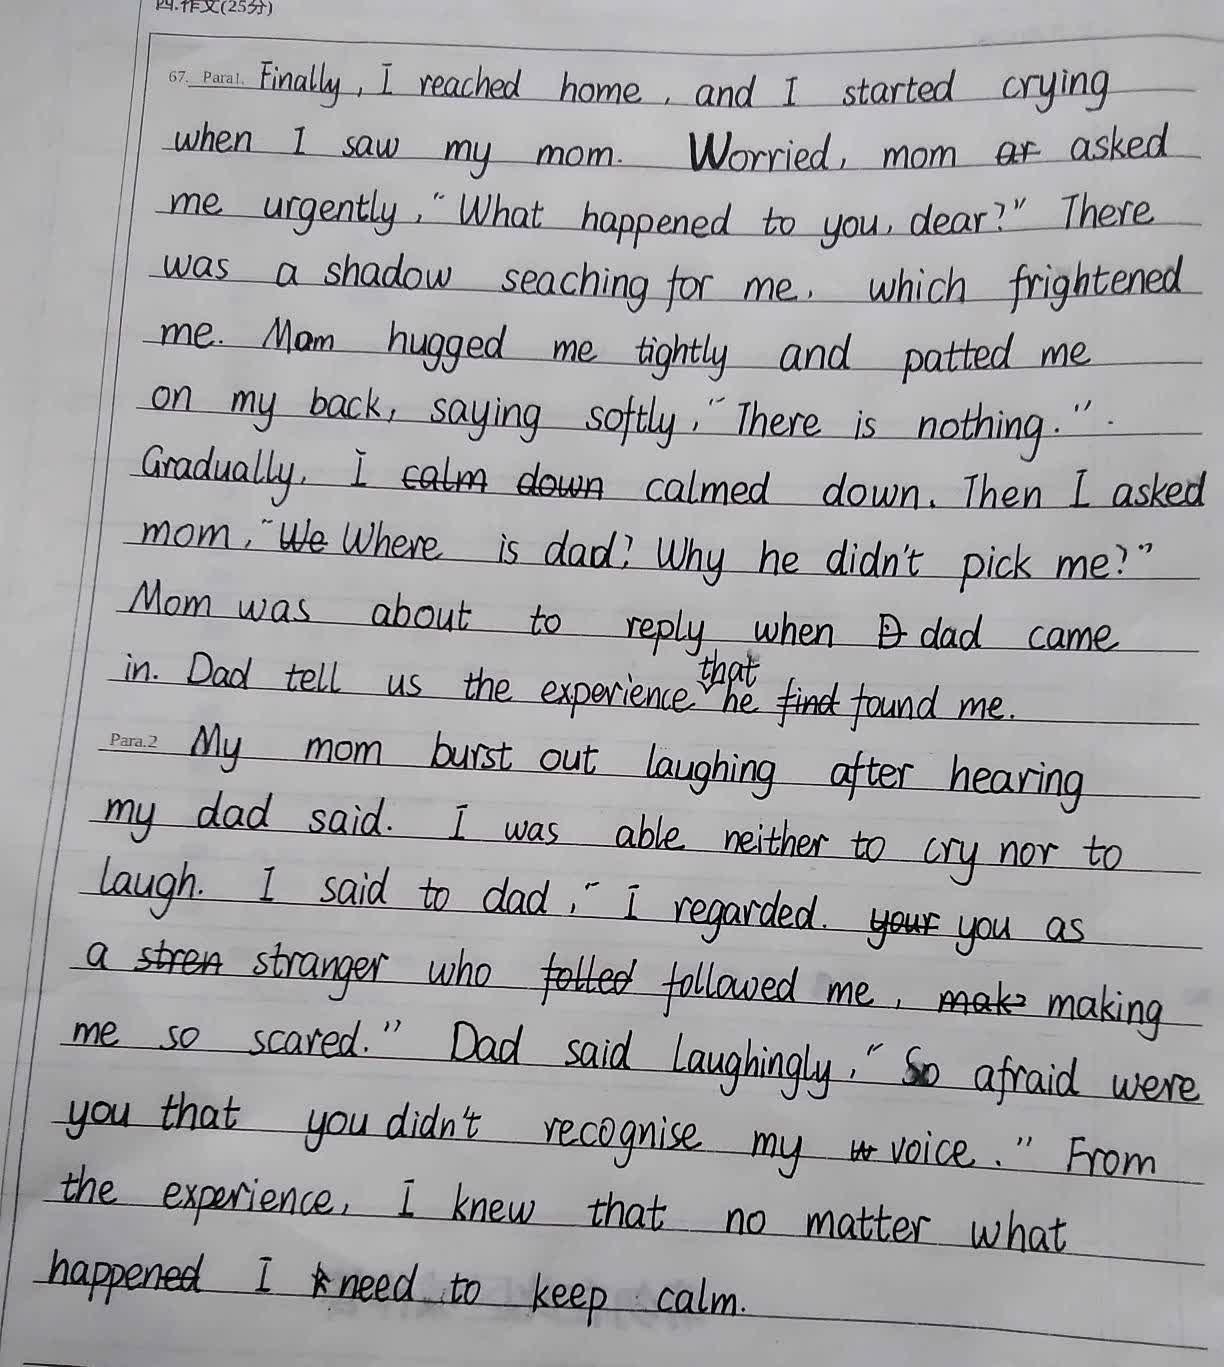 四.作文(25分)
67. Para1. Finally, I reached home, and I started crying
when I saw my mom. Worried, mom ar asked
me urgently, "What happened to you, dear?" There
was a shadow seaching for me, which frightened
me. Mom hugged me tightly and patted me
on my back, saying softly, "There is nothing.".
Gradually, I calm down calmed down. Then I asked
mom, "We Where is dad? Why he didn't pick me?"
Mom was about to reply when D dad came
in. Dad tell us the experience that he find found me.
Para.2 My mom burst out laughing after hearing
my dad said. I was able neither to cry nor to
laugh. I said to dad, "I regarded. your you as
a stren stranger who folled followed me, mak making
me so scared." Dad said laughingly, "So afraid were
you that you didn't recognise my voice." From
the experience, I knew that no matter what
happened I need to keep calm.